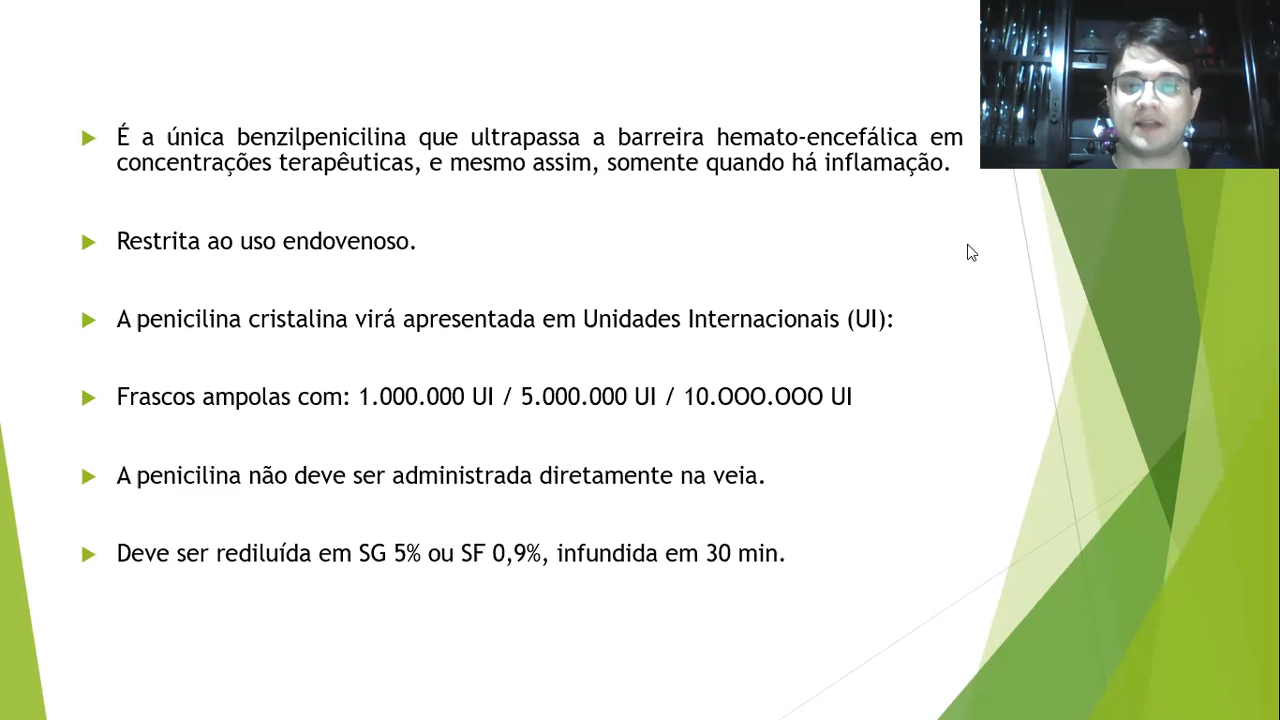 É a única benzilpenicilina que ultrapassa a barreira hemato-encefálica em
concentrações terapêuticas, e mesmo assim, somente quando há inflamação.
Restrita ao uso endovenoso.
A penicilina cristalina virá apresentada em Unidades Internacionais (UI):
Frascos ampolas com: 1.000.000 UI / 5.000.000 UI / 10.OOO.OOO UI
A penicilina não deve ser administrada diretamente na veia.
Deve ser rediluída em SG 5% ou SF 0,9%, infundida em 30 min.